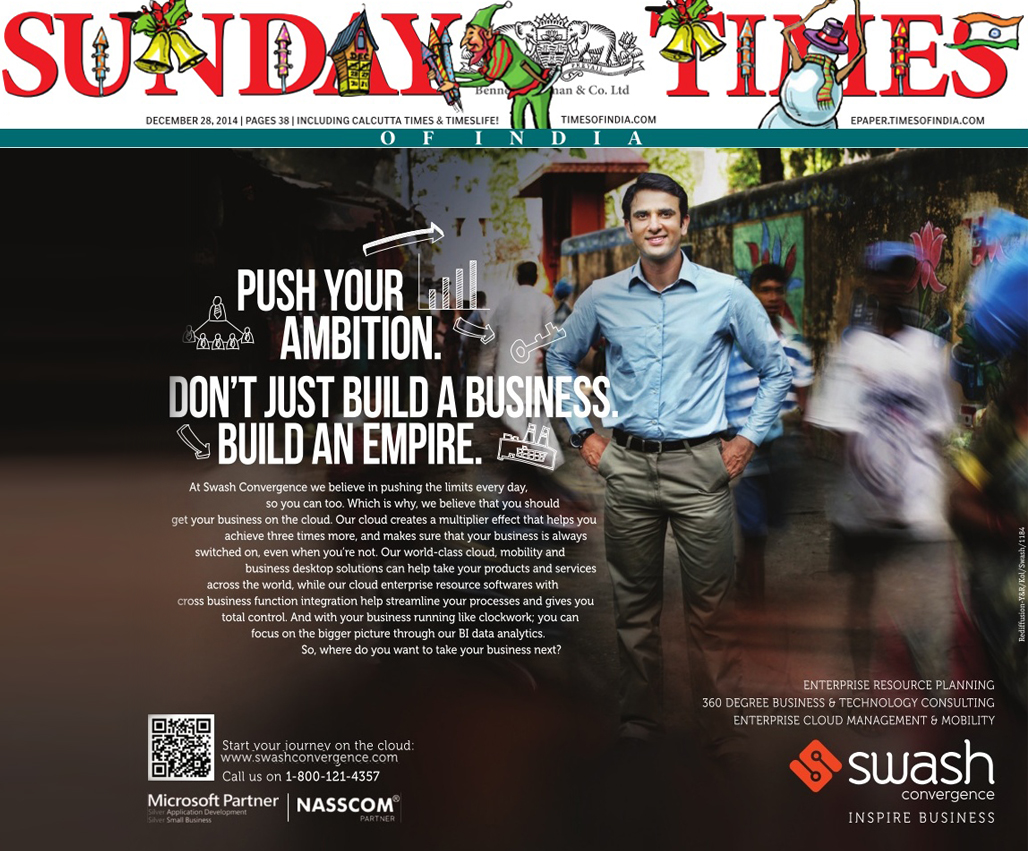 SUNDAY TIMES
Benne man & Co. Ltd
DECEMBER 28, 2014 | PAGES 38 | INCLUDING CALCUTTA TIMES & TIMESLIFE!
TIMESOFINDIA.COM
EPAPER.TIMESOFINDIA.COM
OF INDIA
PUSH YOUR
AMBITION.
DON'T JUST BUILD A BUSINESS.
BUILD AN EMPIRE.
At Swash Convergence we believe in pushing the limits every day,
so you can too. Which is why, we believe that you should
get your business on the cloud. Our cloud creates a multiplier effect that helps you
achieve three times more, and makes sure that your business is always
switched on, even when you're not. Our world-class cloud, mobility and
business desktop solutions can help take your products and services
across the world, while our cloud enterprise resource softwares with
cross business function integration help streamline your processes and gives you
total control. And with your business running like clockwork; you can
focus on the bigger picture through our BI data analytics.
So, where do you want to take your business next?
Rediffusion-Y&R/Kol/Swash/1184
ENTERPRISE RESOURCE PLANNING
360 DEGREE BUSINESS & TECHNOLOGY CONSULTING
ENTERPRISE CLOUD MANAGEMENT & MOBILITY
Start your journey on the cloud:
www.swashconvergence.com
Call us on 1-800-121-4357
Microsoft Partner
Silver Application Development
Silver Small Business
NASSCOM®
PARTNER
swash
convergence
INSPIRE BUSINESS